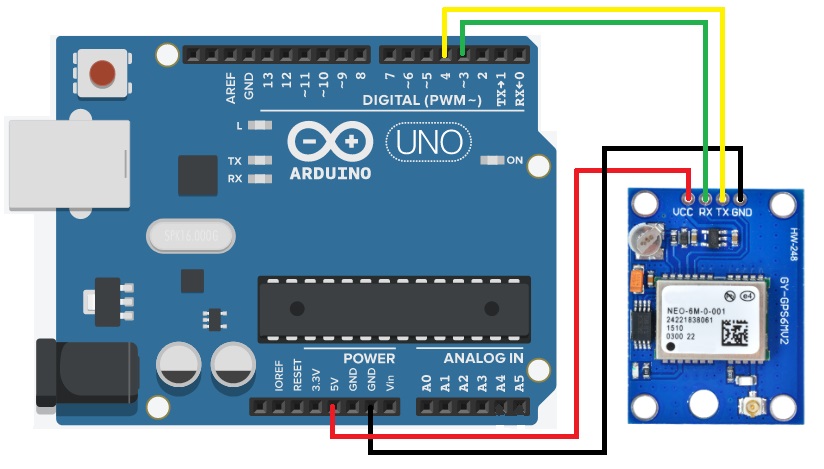 AREF
GND
13
12
~11
~10
~9
8
7
~6
~5
4
~3
2
TX→1
RX←0
DIGITAL (PWM~)
L
TX
RX
ARDUINO
UNO
ON
VCC RX TX GND
HW-248
SPK16.000G
GY-GPS6MV2
NEO-6M-0-001
24221838061
1510
0300 22
e4
POWER
ANALOG IN
IOREF
RESET
3.3V
5V
GND
GND
Vin
A0
A1
A2
A3
A4
A5